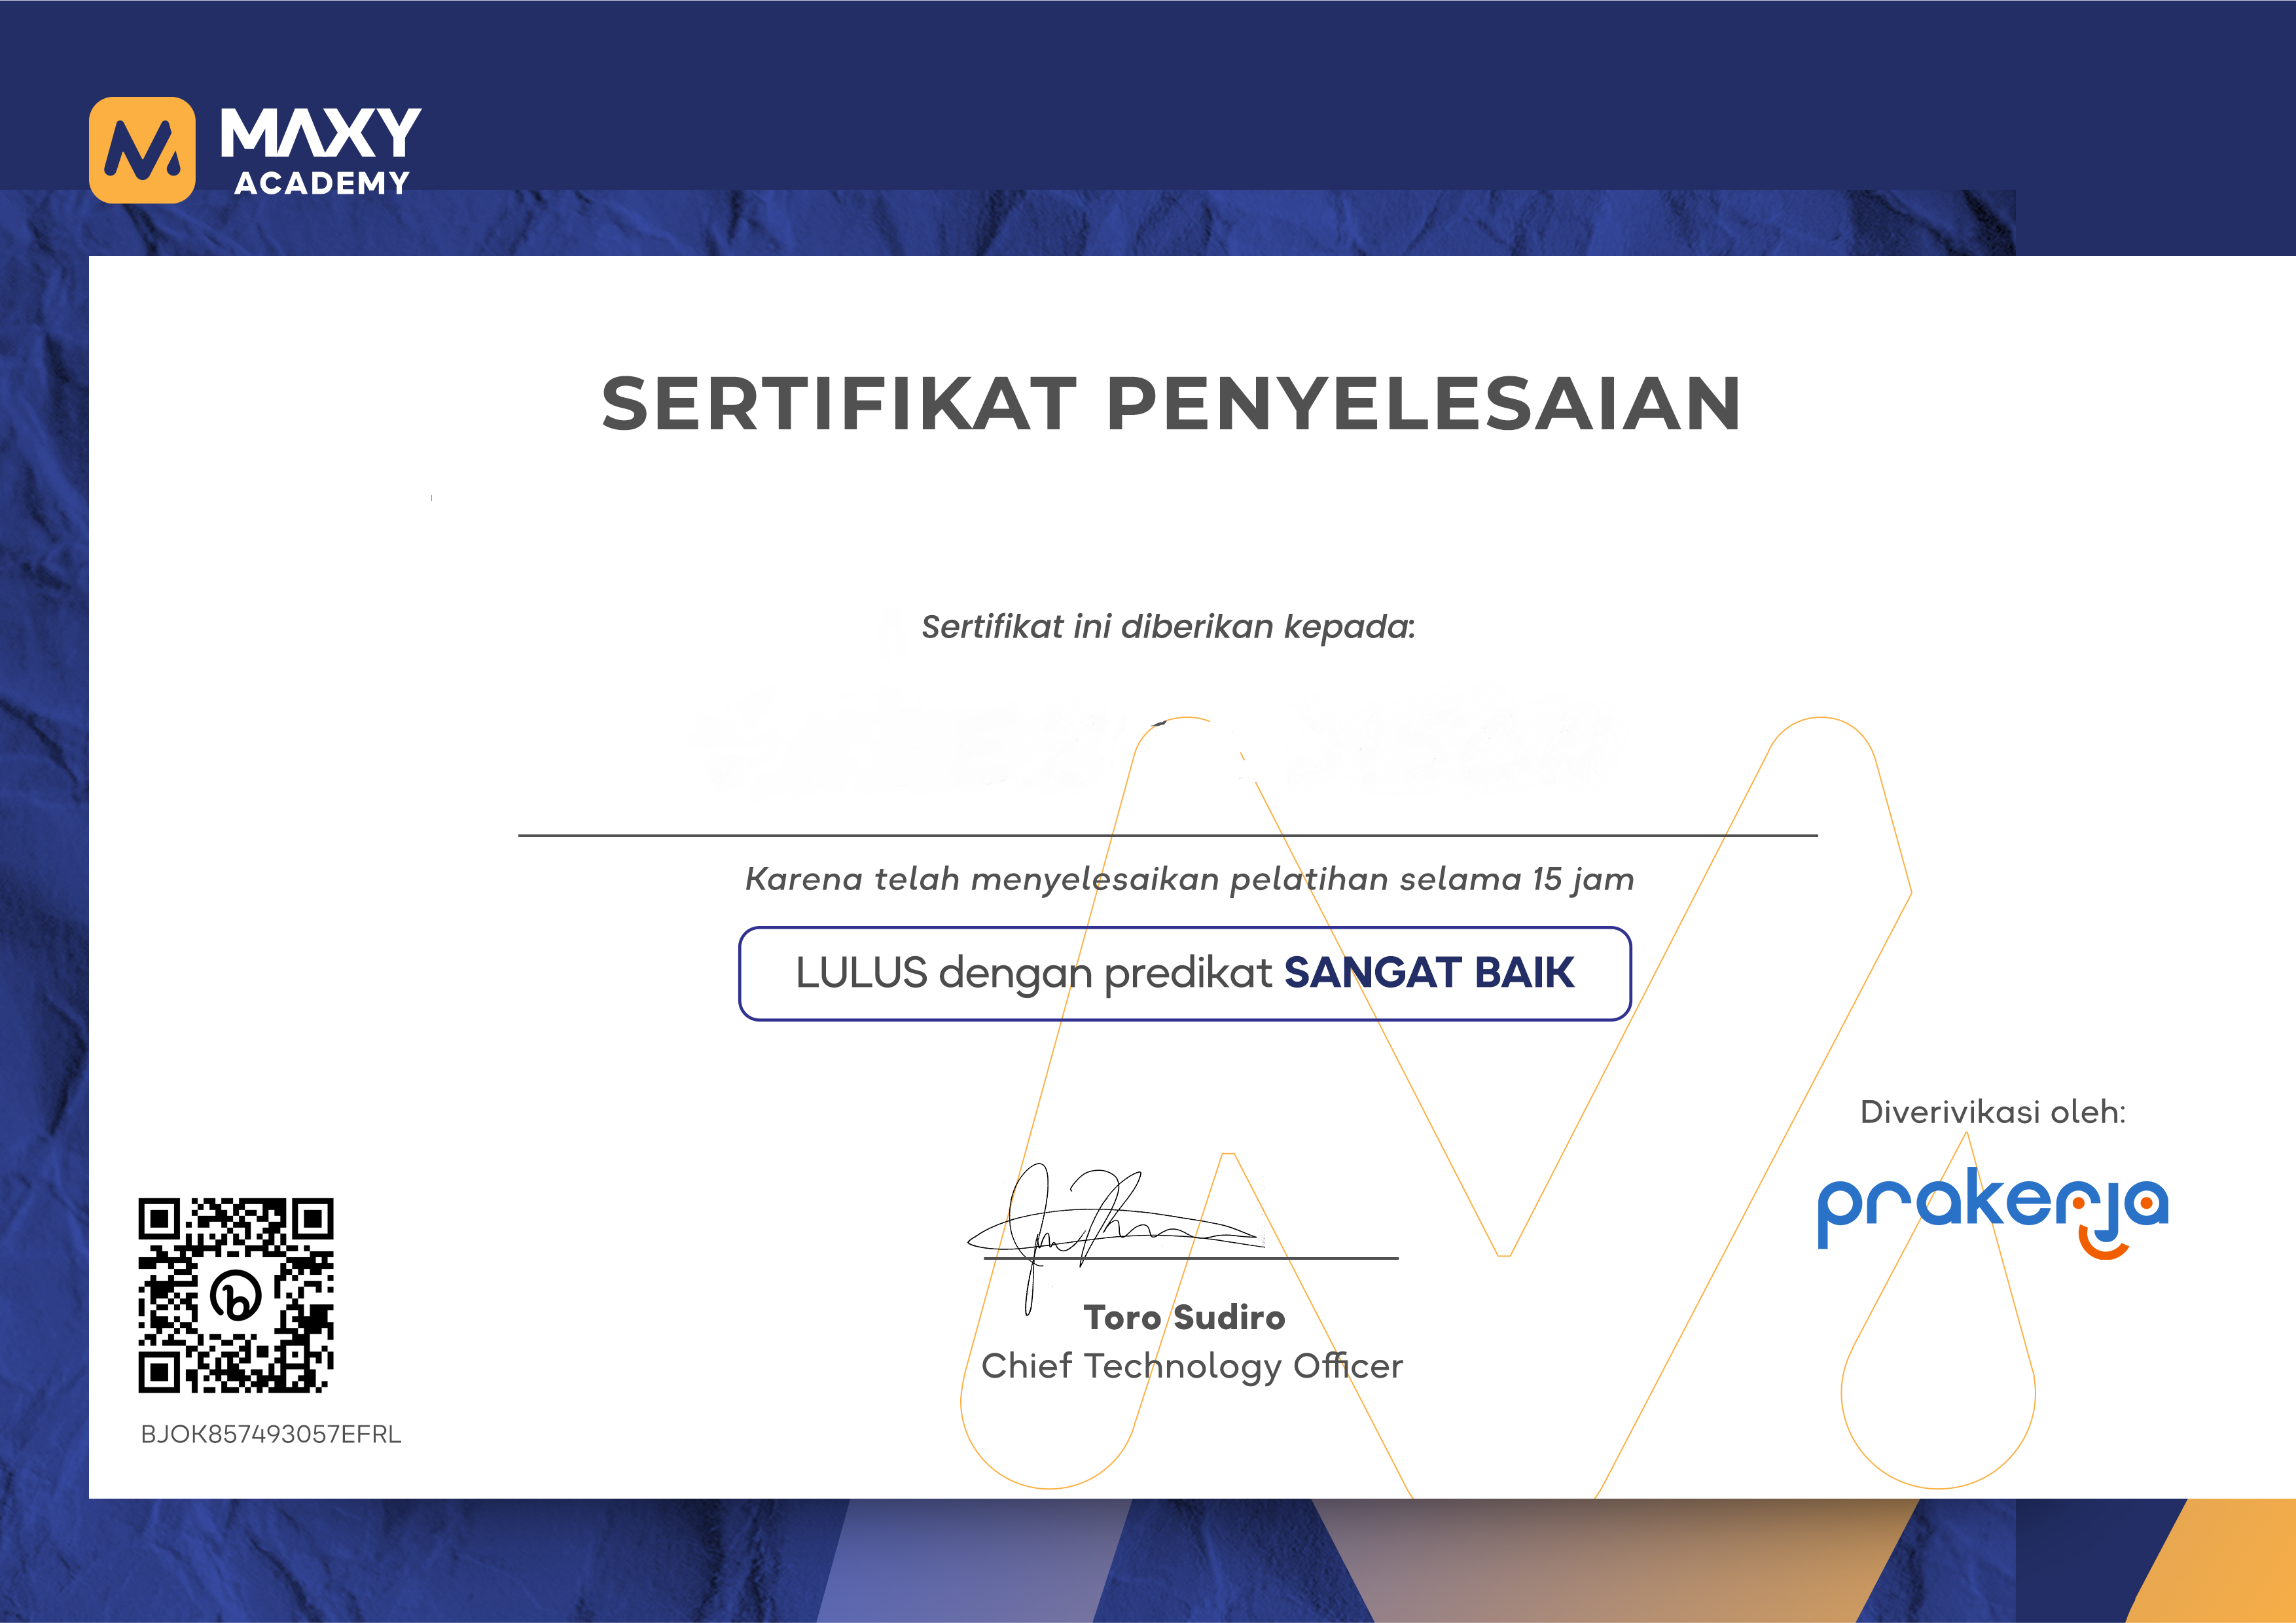 MAXY
ACADEMY
SERTIFIKAT PENYELESAIAN
Sertifikat ini diberikan kepada:
Karena telah menyelesaikan pelatihan selama 15 jam
LULUS dengan predikat SANGAT BAIK
Diverivikasi oleh:
prakerja
Toro Sudiro
Chief Technology Officer
BJOK857493057EFRL